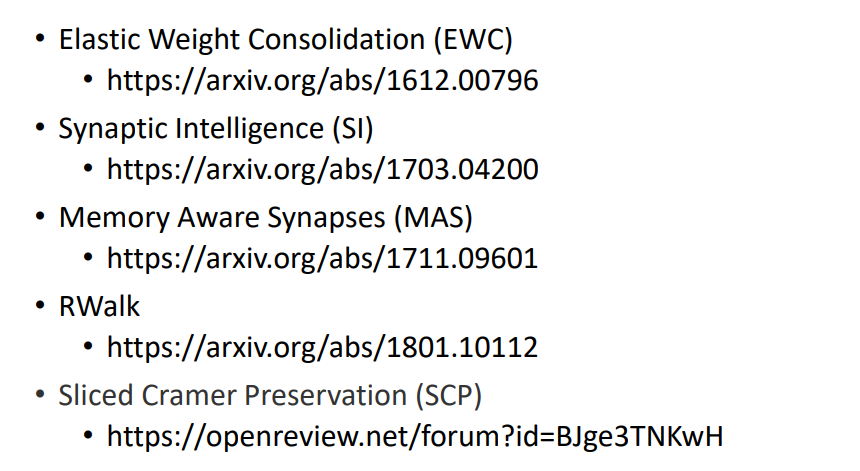 • Elastic Weight Consolidation (EWC)
• https://arxiv.org/abs/1612.00796
• Synaptic Intelligence (SI)
• https://arxiv.org/abs/1703.04200
• Memory Aware Synapses (MAS)
• https://arxiv.org/abs/1711.09601
• RWalk
• https://arxiv.org/abs/1801.10112
• Sliced Cramer Preservation (SCP)
• https://openreview.net/forum?id=BJge3TNKwH